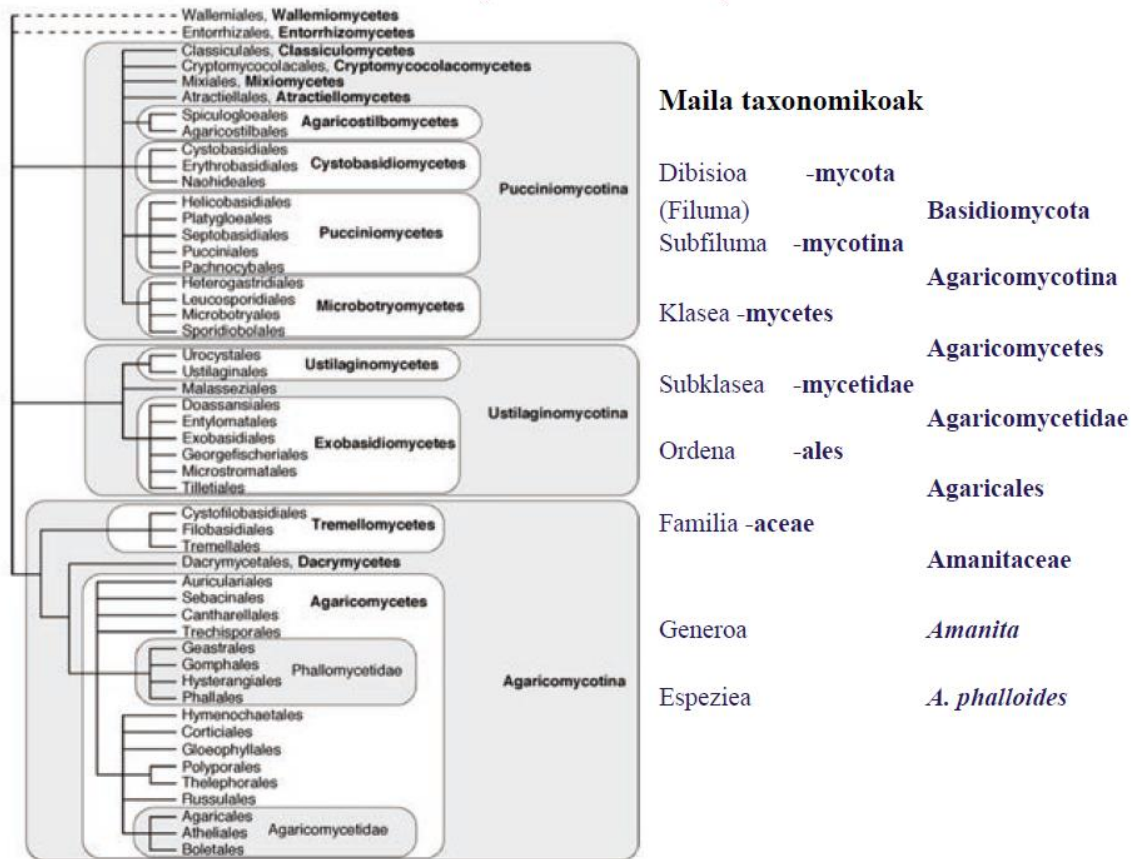 Wallemiales, Wallemiomycetes
Entorrhizales, Entorrhizomycetes
Classiculales, Classiculomycetes
Cryptomycocolacales, Cryptomycocolacomycetes
Mixiales, Mixiomycetes
Atractiellales, Atractiellomycetes
Spiculogloeales
Agaricostilbales
Agaricostilbomycetes
Cystobasidiales
Erythrobasidiales
Naohideales
Cystobasidiomycetes
Pucciniomycotina
Helicobasidiales
Platygloeales
Septobasidiales
Pucciniales
Pachnocybales
Pucciniomycetes
Heterogastridiales
Leucosporidiales
Microbotryales
Sporidiobolales
Microbotryomycetes
Urocystales
Ustilaginales
Ustilaginomycetes
Malasseziales
Ustilaginomycotina
Doassansiales
Entylomatales
Exobasidiales
Georgefischeriales
Microstromatales
Tilletiales
Exobasidiomycetes
Cystofilobasidiales
Filobasidiales
Tremellales
Tremellomycetes
Dacrymycetales, Dacrymycetes
Auriculariales
Sebacinales
Cantharellales
Trechisporales
Agaricomycetes
Geastrales
Gomphales
Hysterangiales
Phallales
Phallomycetidae
Agaricomycotina
Hymenochaetales
Corticiales
Gloeophyllales
Polyporales
Thelephorales
Russulales
Agaricales
Atheliales
Boletales
Agaricomycetidae
Maila taxonomikoak
Dibisioa -mycota
(Filuma) Basidiomycota
Subfiluma -mycotina
Agaricomycotina
Klasea -mycetes
Agaricomycetes
Subklasea -mycetidae
Agaricomycetidae
Ordena -ales
Agaricales
Familia -aceae
Amanitaceae
Generoa Amanita
Espeziea A. phalloides